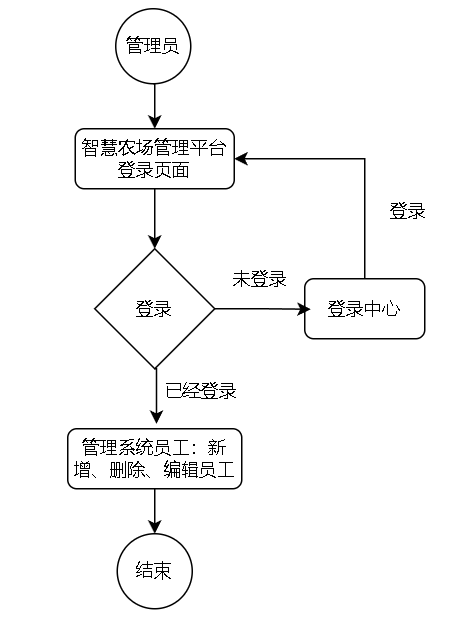 管理员
智慧农场管理平台
登录页面
登录
未登录
登录
登录中心
已经登录
管理系统员工：新
增、删除、编辑员工
结束